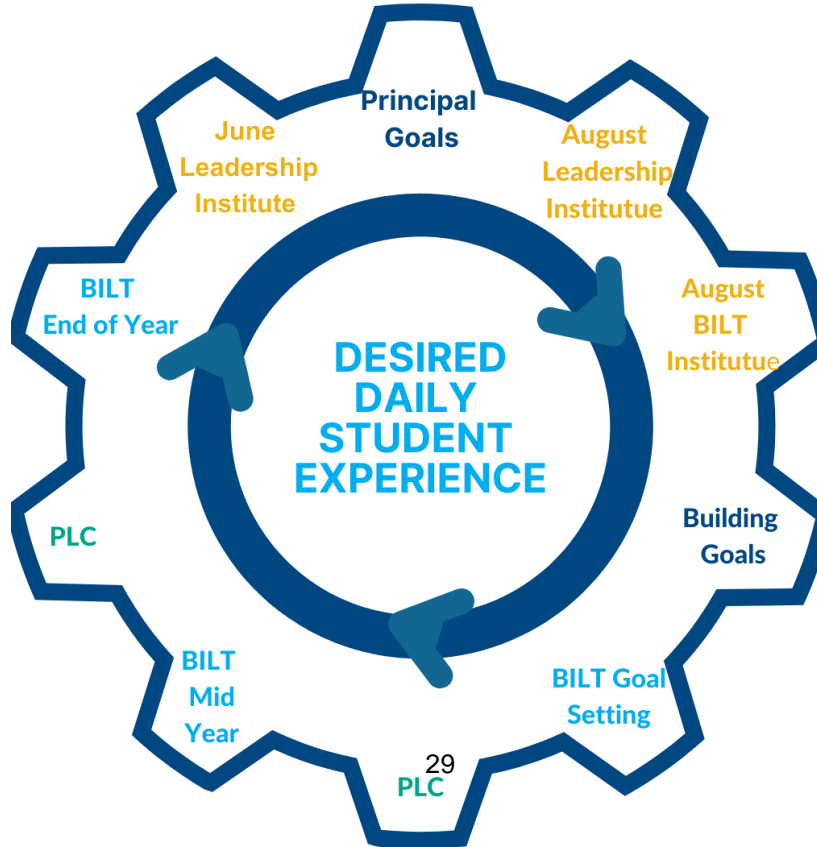 Principal
Goals
August
Leadership
Institutue
August
BILT
Institutue
Building
Goals
BILT Goal
Setting
29
PLC
BILT
Mid
Year
PLC
BILT
End of Year
June
Leadership
Institute
DESIRED
DAILY
STUDENT
EXPERIENCE